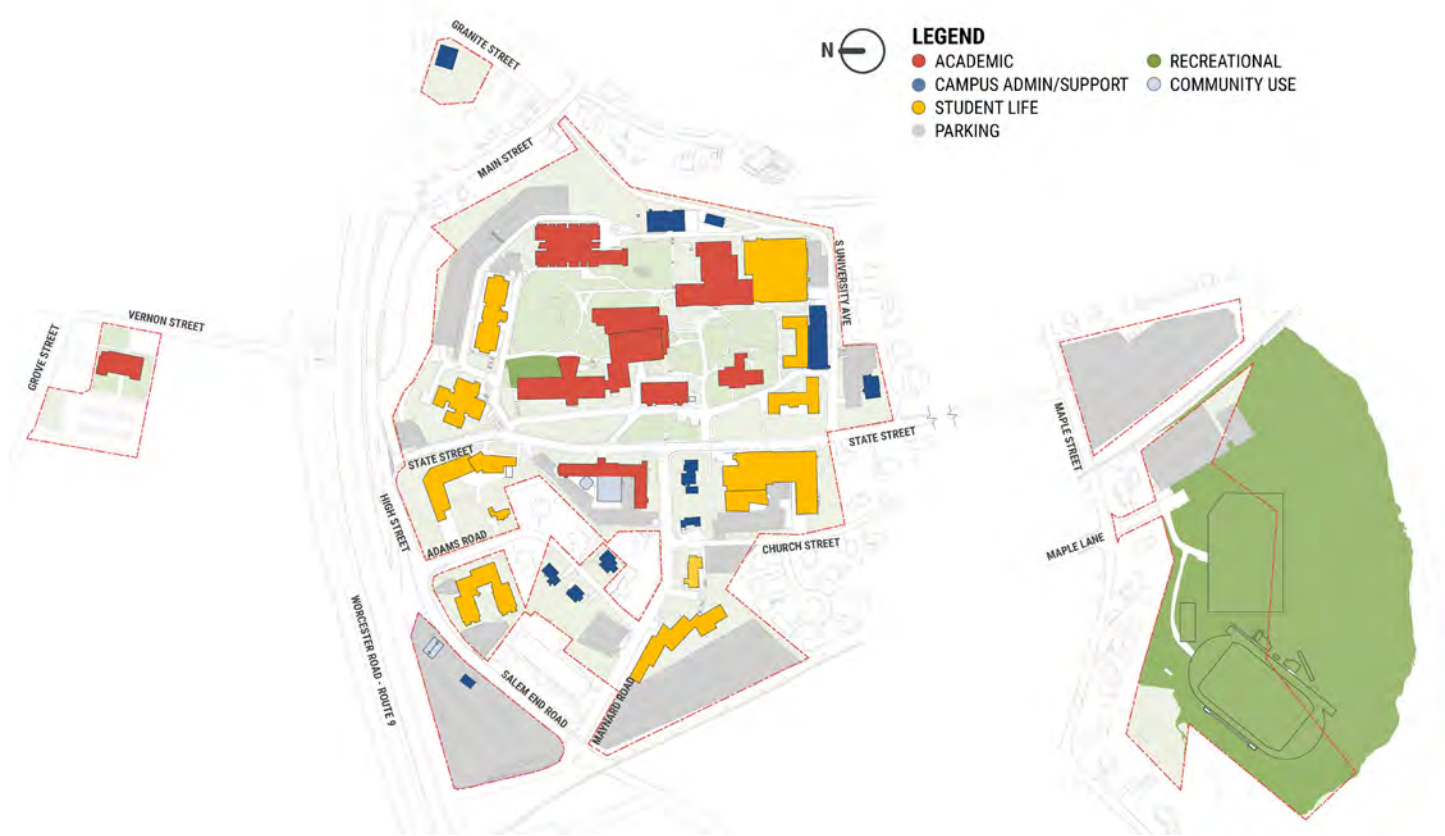 GRANITE STREET
N
LEGEND
ACADEMIC
CAMPUS ADMIN/SUPPORT
STUDENT LIFE
PARKING
RECREATIONAL
COMMUNITY USE
MAIN STREET
S UNIVERSITY AVE
VERNON STREET
GROVE STREET
STATE STREET
STATE STREET
MAPLE STREET
HIGH STREET
ADAMS ROAD
CHURCH STREET
MAPLE LANE
WORCESTER ROAD - ROUTE 9
SALEM END ROAD
MAYNARD ROAD